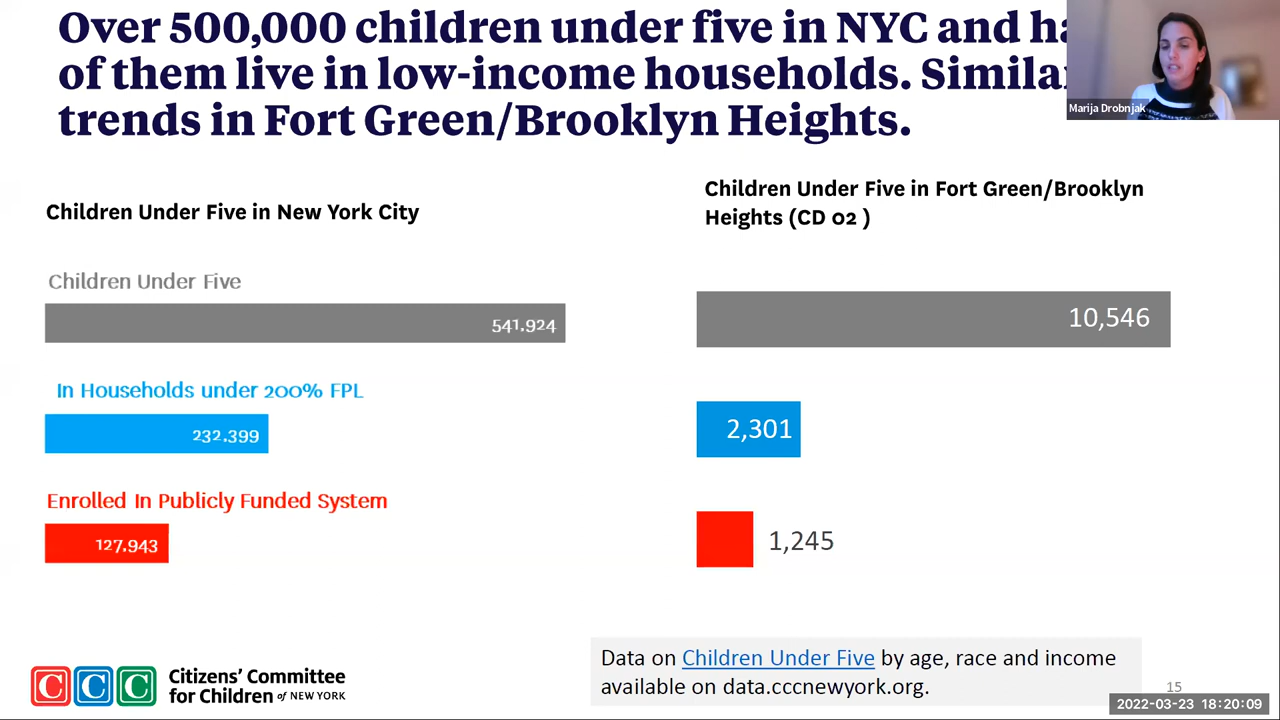 Over 500,000 children under five in NYC and
of them live in low-income households.
trends in Fort Green/Brooklyn Heights.
Marija Drobnjak
Children Under Five in New York City
Children Under Five in Fort Green/Brooklyn
Heights (CD 02 )
Children Under Five
541.924
10,546
In Households under 200% FPL
232.399
2,301
Enrolled In Publicly Funded System
127.943
1,245
CCC
Citizens' Committee
for Children of NEW YORK
Data on Children Under Five by age, race and income
available on data.cccnewyork.org.
15
2022-03-23 18:20:09